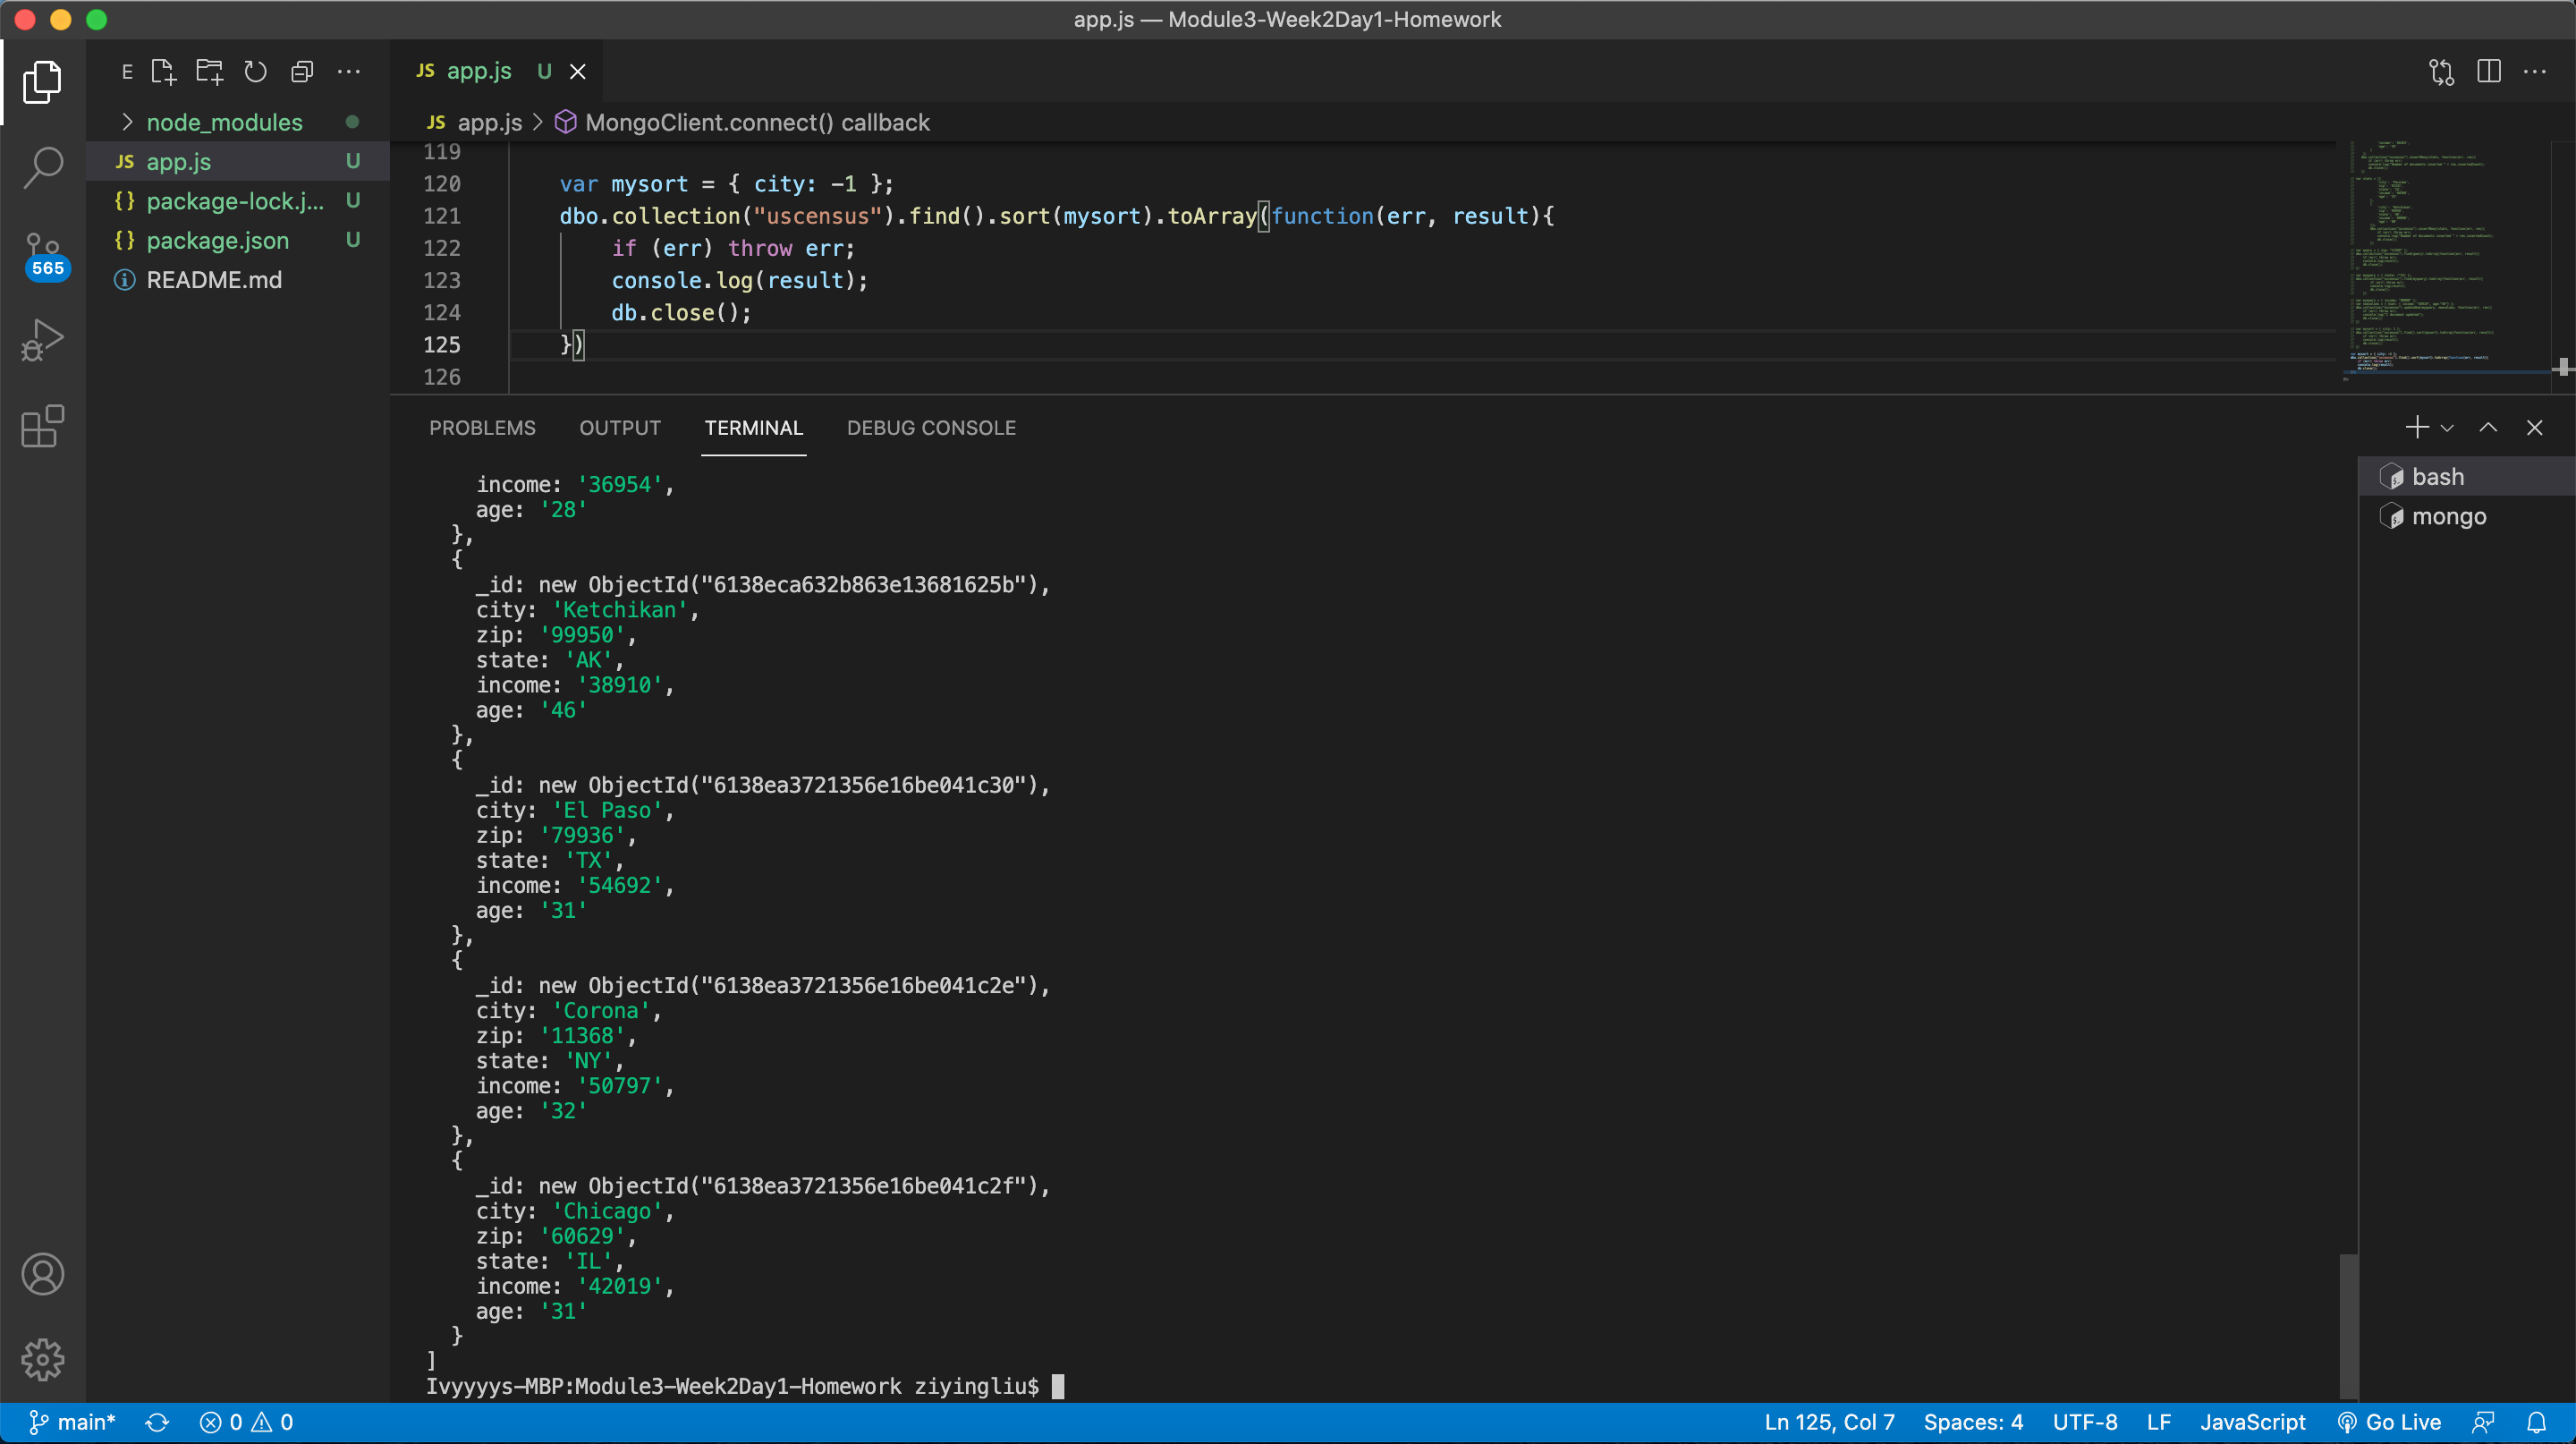 app.js — Module3-Week2Day1-Homework
E
JS app.js U
node_modules
JS app.js > MongoClient.connect() callback
JS app.js U
{} package-lock.j... U
{} package.json U
README.md
565
119
120 var mysort = { city: -1 };
121 dbo.collection("uscensus").find().sort(mysort).toArray(function(err, result){
122 if (err) throw err;
123 console.log(result);
124 db.close();
125 })
126
PROBLEMS OUTPUT TERMINAL DEBUG CONSOLE
bash
mongo
income: '36954',
age: '28'
},
{
_id: new ObjectId("6138eca632b863e13681625b"),
city: 'Ketchikan',
zip: '99950',
state: 'AK',
income: '38910',
age: '46'
},
{
_id: new ObjectId("6138ea3721356e16be041c30"),
city: 'El Paso',
zip: '79936',
state: 'TX',
income: '54692',
age: '31'
},
{
_id: new ObjectId("6138ea3721356e16be041c2e"),
city: 'Corona',
zip: '11368',
state: 'NY',
income: '50797',
age: '32'
},
{
_id: new ObjectId("6138ea3721356e16be041c2f"),
city: 'Chicago',
zip: '60629',
state: 'IL',
income: '42019',
age: '31'
}
]
Ivyyyys-MBP:Module3-Week2Day1-Homework ziyingliu$
main* 0 0 Ln 125, Col 7 Spaces: 4 UTF-8 LF JavaScript Go Live